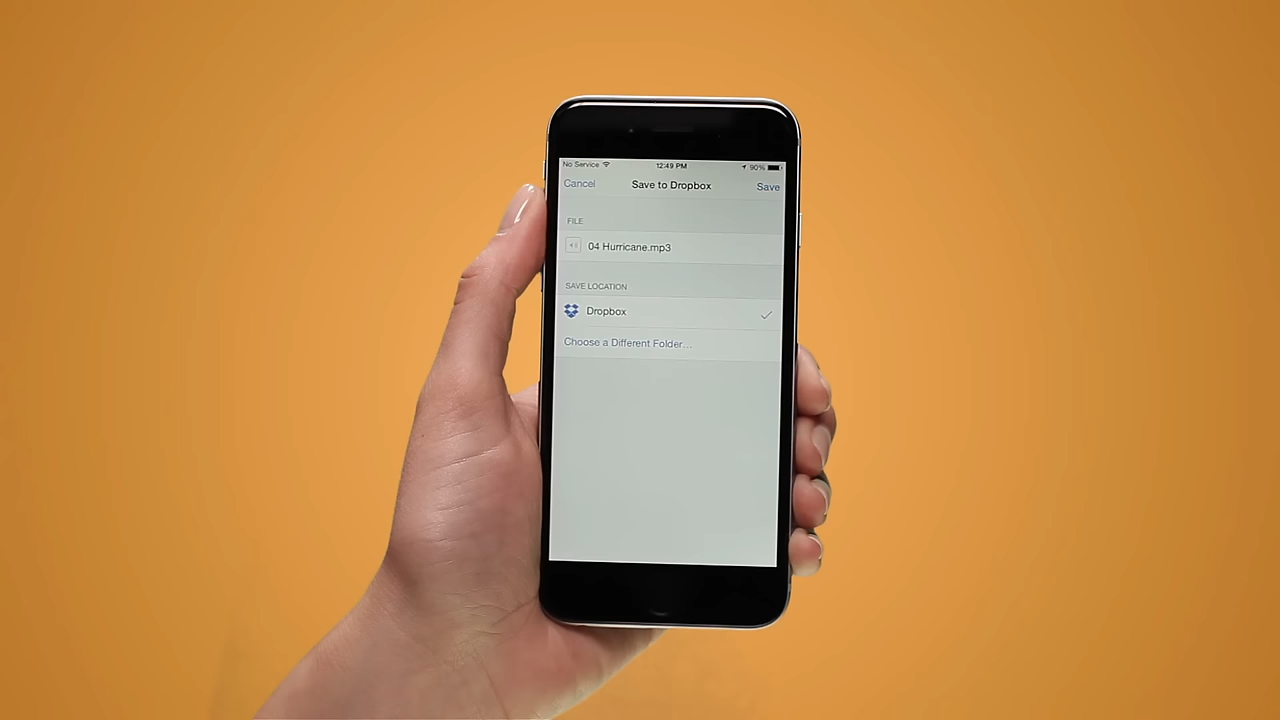 No Service 12:49 PM 90%
Cancel Save to Dropbox Save
FILE
04 Hurricane.mp3
SAVE LOCATION
Dropbox
Choose a Different Folder...